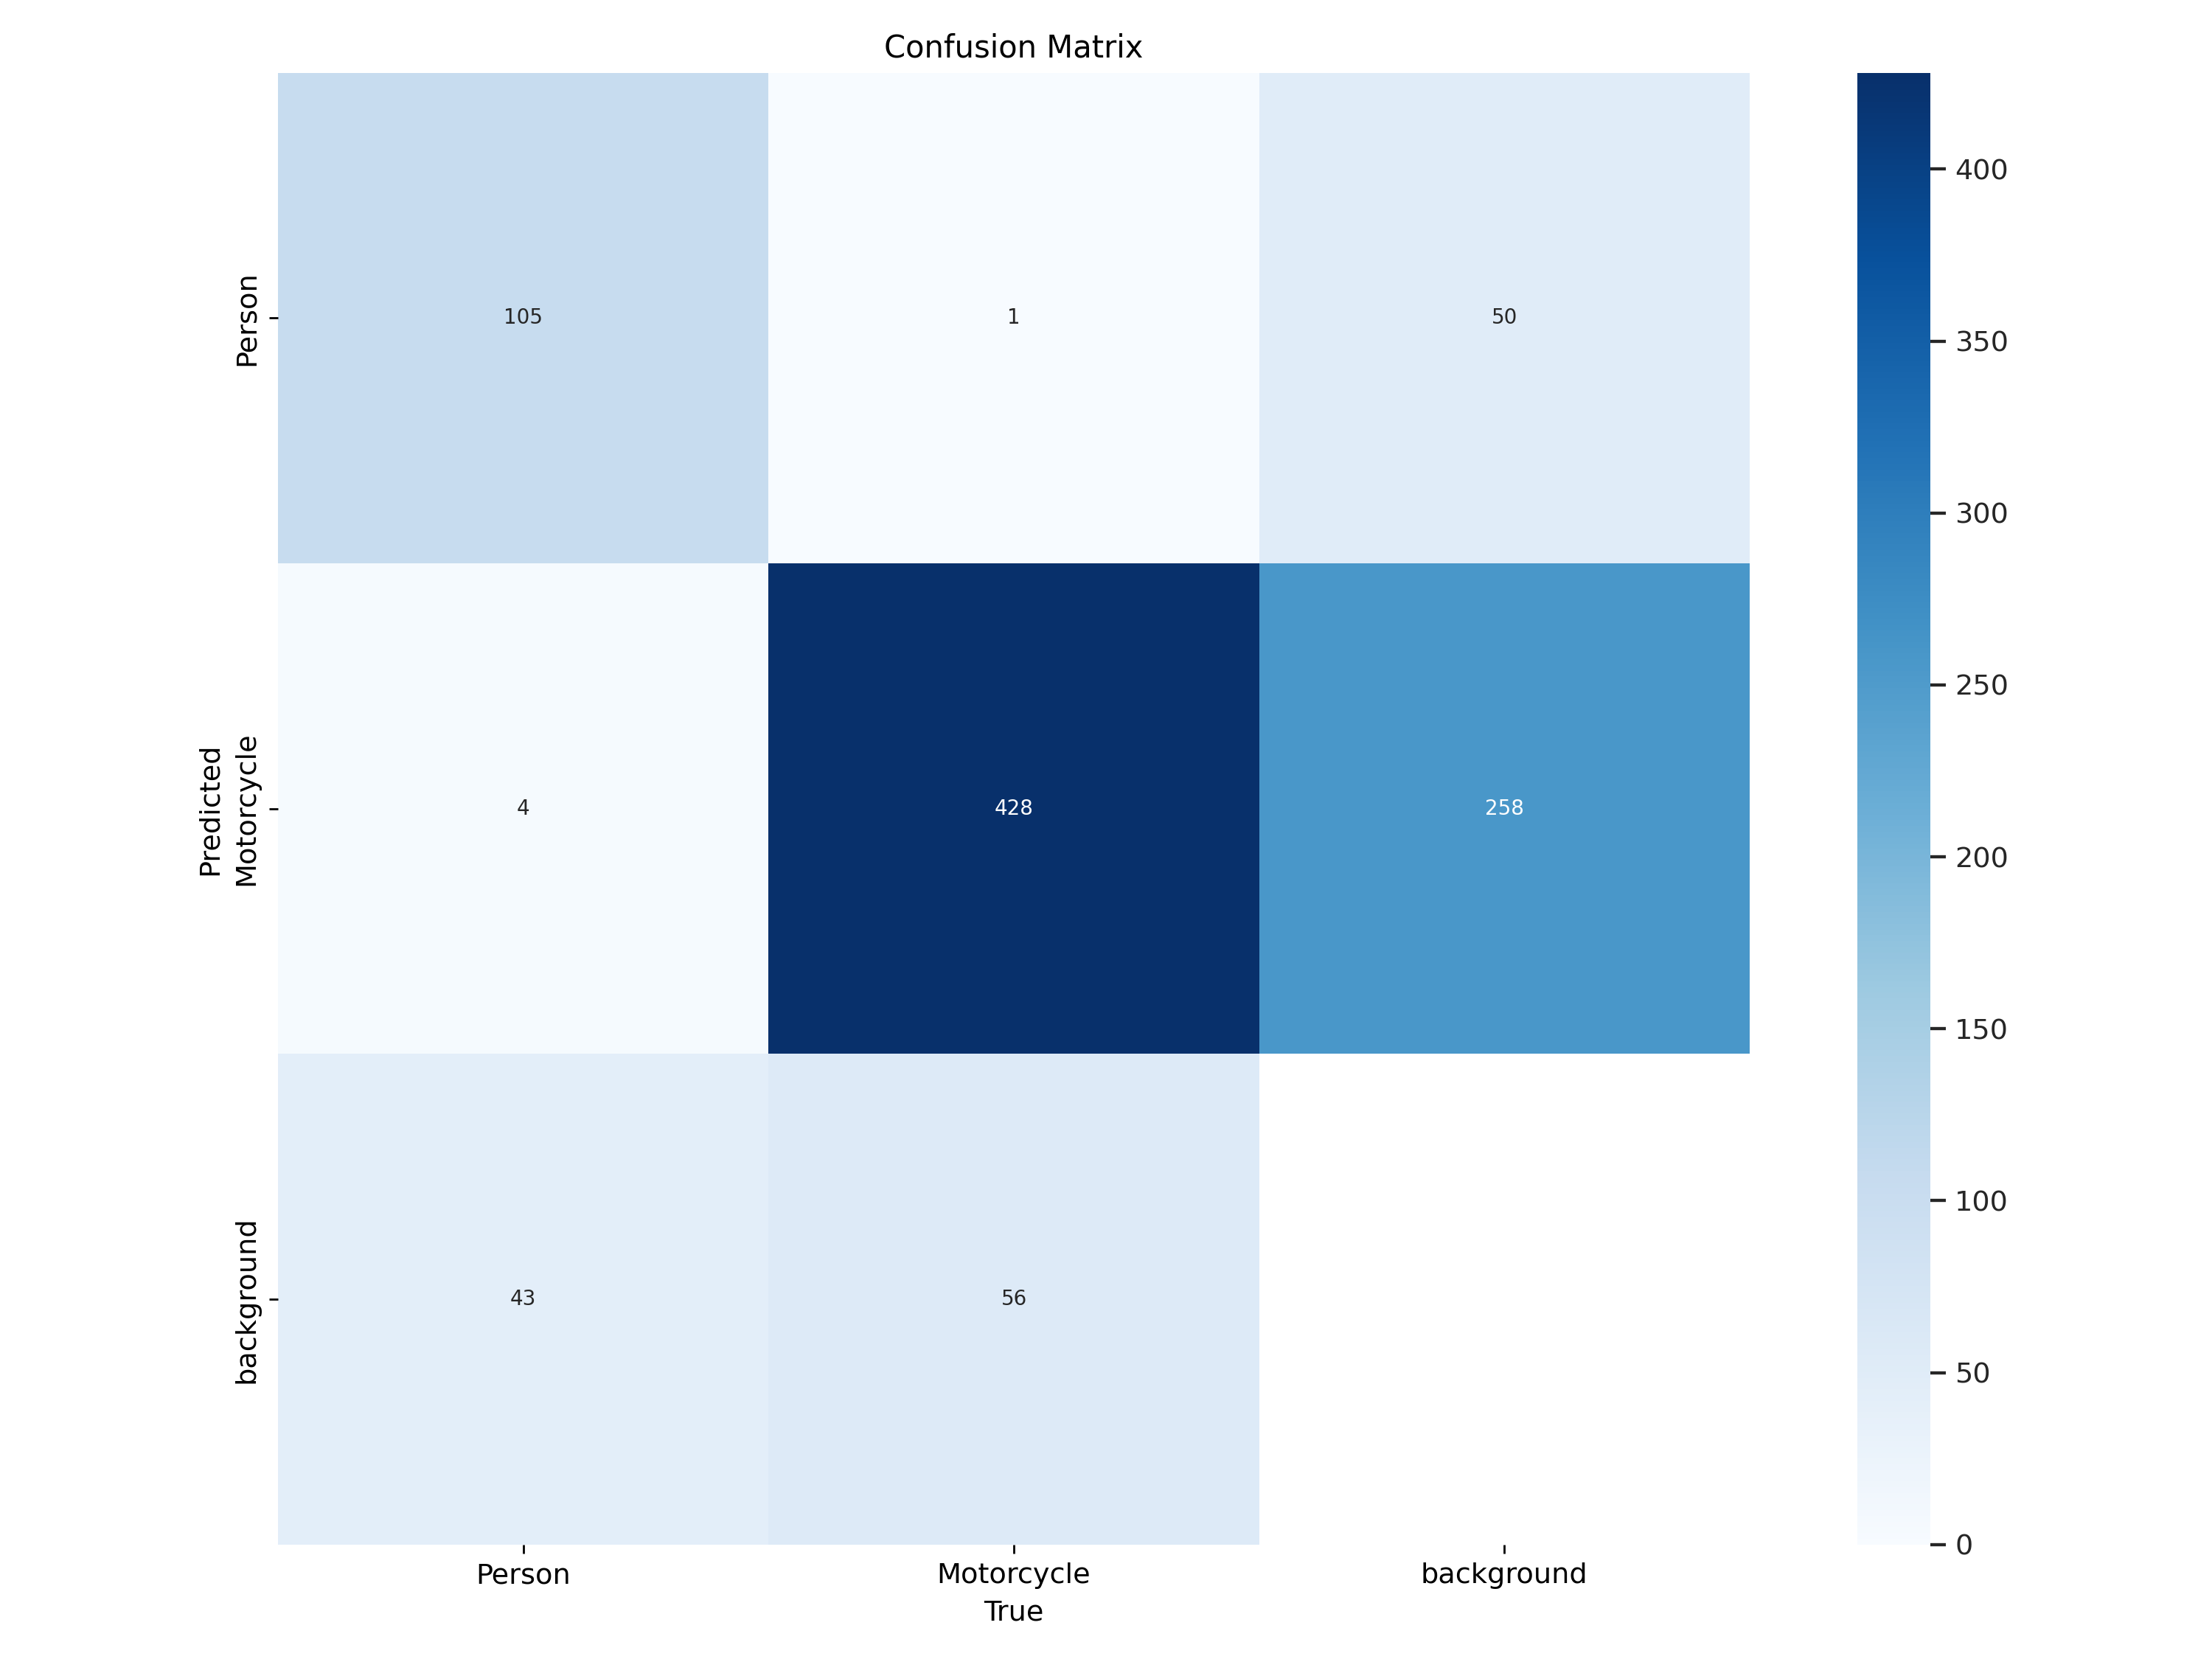 Confusion Matrix
Person
105
1
50
400
350
300
250
200
150
100
50
0
Predicted
Motorcycle
4
428
258
background
43
56
Person
Motorcycle
background
True